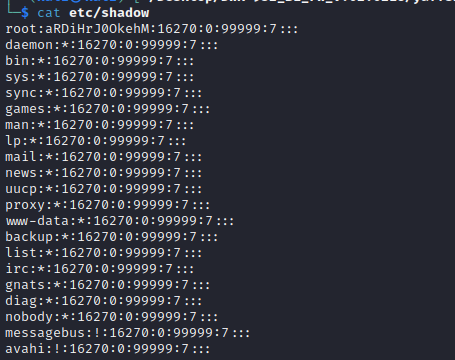 $ cat etc/shadow
root:aRDiHrJ0OkehM:16270:0:99999:7:::
daemon:*:16270:0:99999:7:::
bin:*:16270:0:99999:7:::
sys:*:16270:0:99999:7:::
sync:*:16270:0:99999:7:::
games:*:16270:0:99999:7:::
man:*:16270:0:99999:7:::
lp:*:16270:0:99999:7:::
mail:*:16270:0:99999:7:::
news:*:16270:0:99999:7:::
uucp:*:16270:0:99999:7:::
proxy:*:16270:0:99999:7:::
www-data:*:16270:0:99999:7:::
backup:*:16270:0:99999:7:::
list:*:16270:0:99999:7:::
irc:*:16270:0:99999:7:::
gnats:*:16270:0:99999:7:::
diag:*:16270:0:99999:7:::
nobody:*:16270:0:99999:7:::
messagebus:!:16270:0:99999:7:::
avahi:!:16270:0:99999:7:::